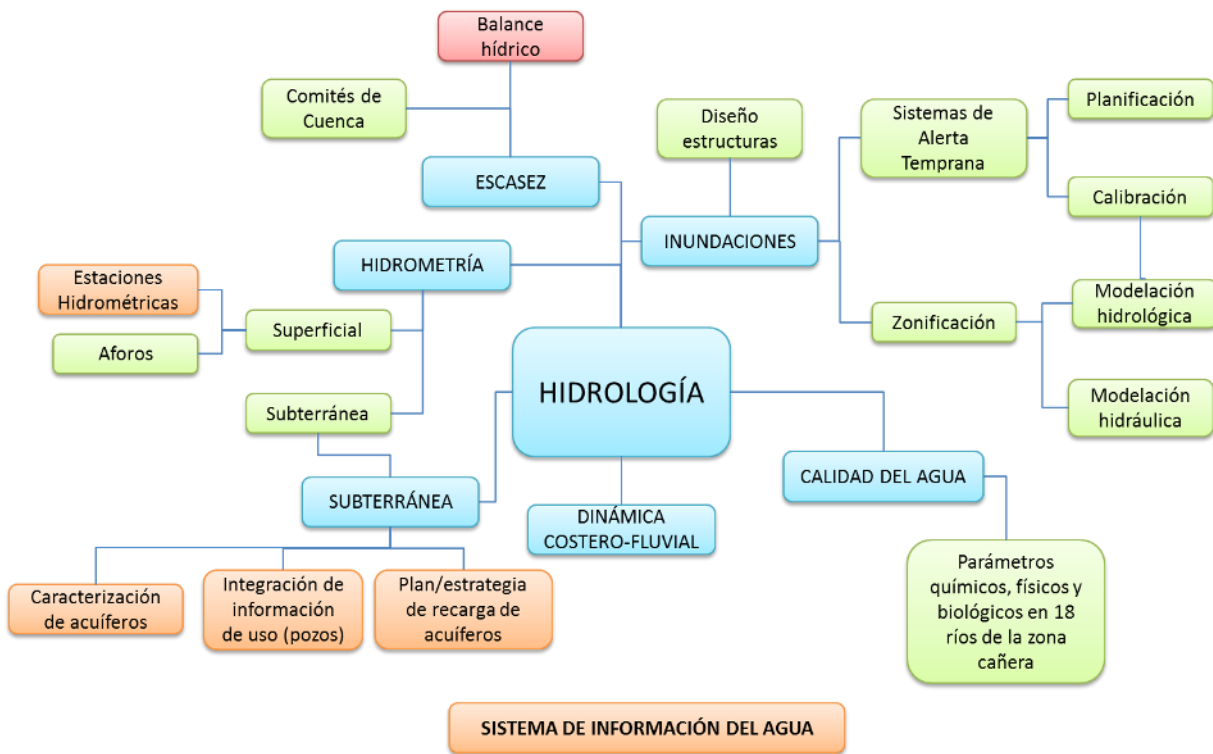 Balance
hídrico
Comités de
Cuenca
ESCASEZ
Diseño
estructuras
Sistemas de
Alerta
Temprana
Planificación
Calibración
INUNDACIONES
HIDROMETRÍA
Estaciones
Hidrométricas
Superficial
Aforos
Zonificación
Modelación
hidrológica
Modelación
hidráulica
HIDROLOGÍA
Subterránea
SUBTERRÁNEA
CALIDAD DEL AGUA
DINÁMICA
COSTERO-FLUVIAL
Caracterización
de acuíferos
Integración de
información
de uso (pozos)
Plan/estrategia
de recarga de
acuíferos
Parámetros
químicos, físicos y
biológicos en 18
ríos de la zona
cañera
SISTEMA DE INFORMACIÓN DEL AGUA